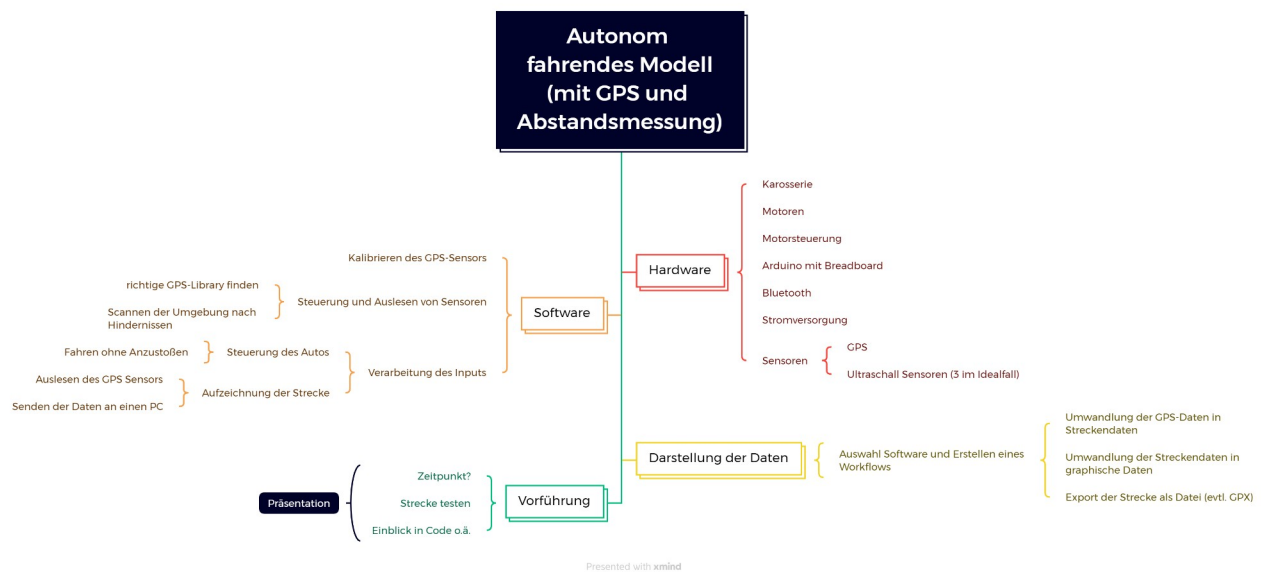 Autonom
fahrendes Modell
(mit GPS und
Abstandsmessung)
Hardware
Karosserie
Motoren
Motorsteuerung
Arduino mit Breadboard
Bluetooth
Stromversorgung
Sensoren
GPS
Ultraschall Sensoren (3 im Idealfall)
Software
Kalibrieren des GPS-Sensors
Steuerung und Auslesen von Sensoren
richtige GPS-Library finden
Scannen der Umgebung nach
Hindernissen
Verarbeitung des Inputs
Steuerung des Autos
Fahren ohne Anzustoßen
Aufzeichnung der Strecke
Auslesen des GPS Sensors
Senden der Daten an einen PC
Darstellung der Daten
Auswahl Software und Erstellen eines
Workflows
Umwandlung der GPS-Daten in
Streckendaten
Umwandlung der Streckendaten in
graphische Daten
Export der Strecke als Datei (evtl. GPX)
Vorführung
Zeitpunkt?
Strecke testen
Einblick in Code o.ä.
Präsentation
Presented with xmind